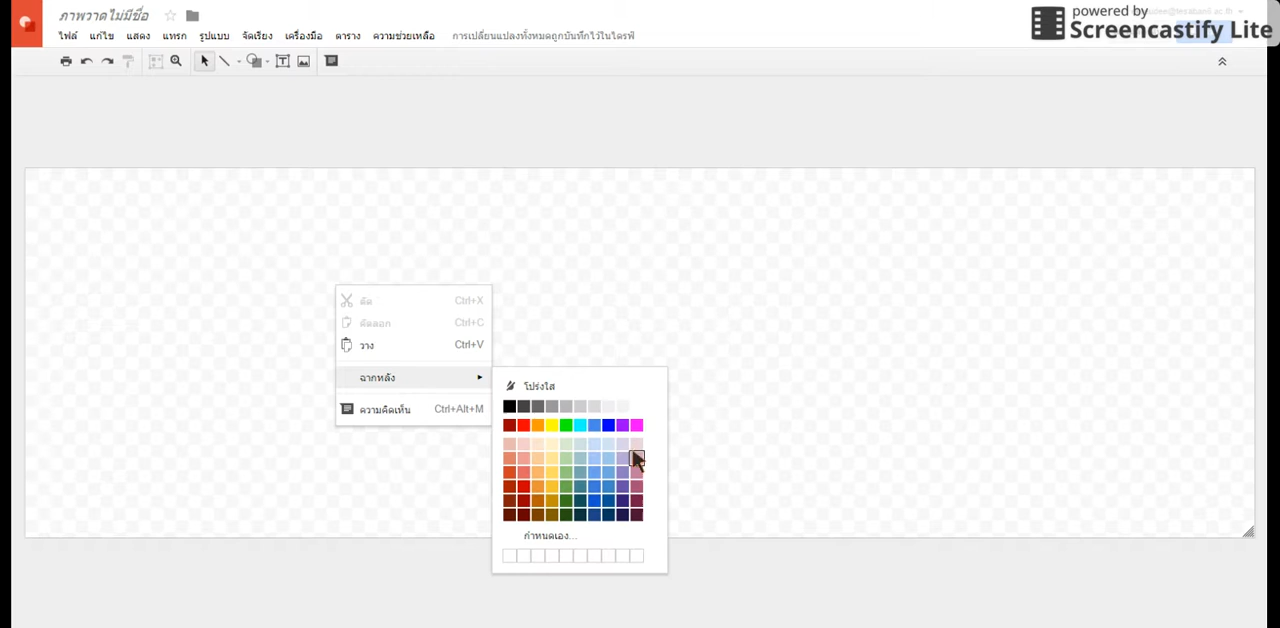 ภาพวาดไม่มีชื่อ
powered by
Screencastify Lite
ไฟล์ แก้ไข แสดง แทรก รูปแบบ จัดเรียง เครื่องมือ ตาราง ความช่วยเหลือ การเปลี่ยนแปลงทั้งหมดถูกบันทึกไว้ในไดรฟ์
ตัด Ctrl+X
คัดลอก Ctrl+C
วาง Ctrl+V
ฉากหลัง
ความคิดเห็น Ctrl+Alt+M
โปร่งใส
กำหนดเอง...